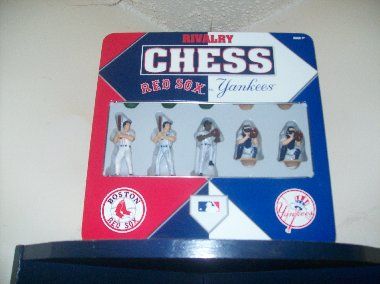 RIVALRY
CHESS
RED SOX Yankees
BOSTON
RED SOX
Yankees